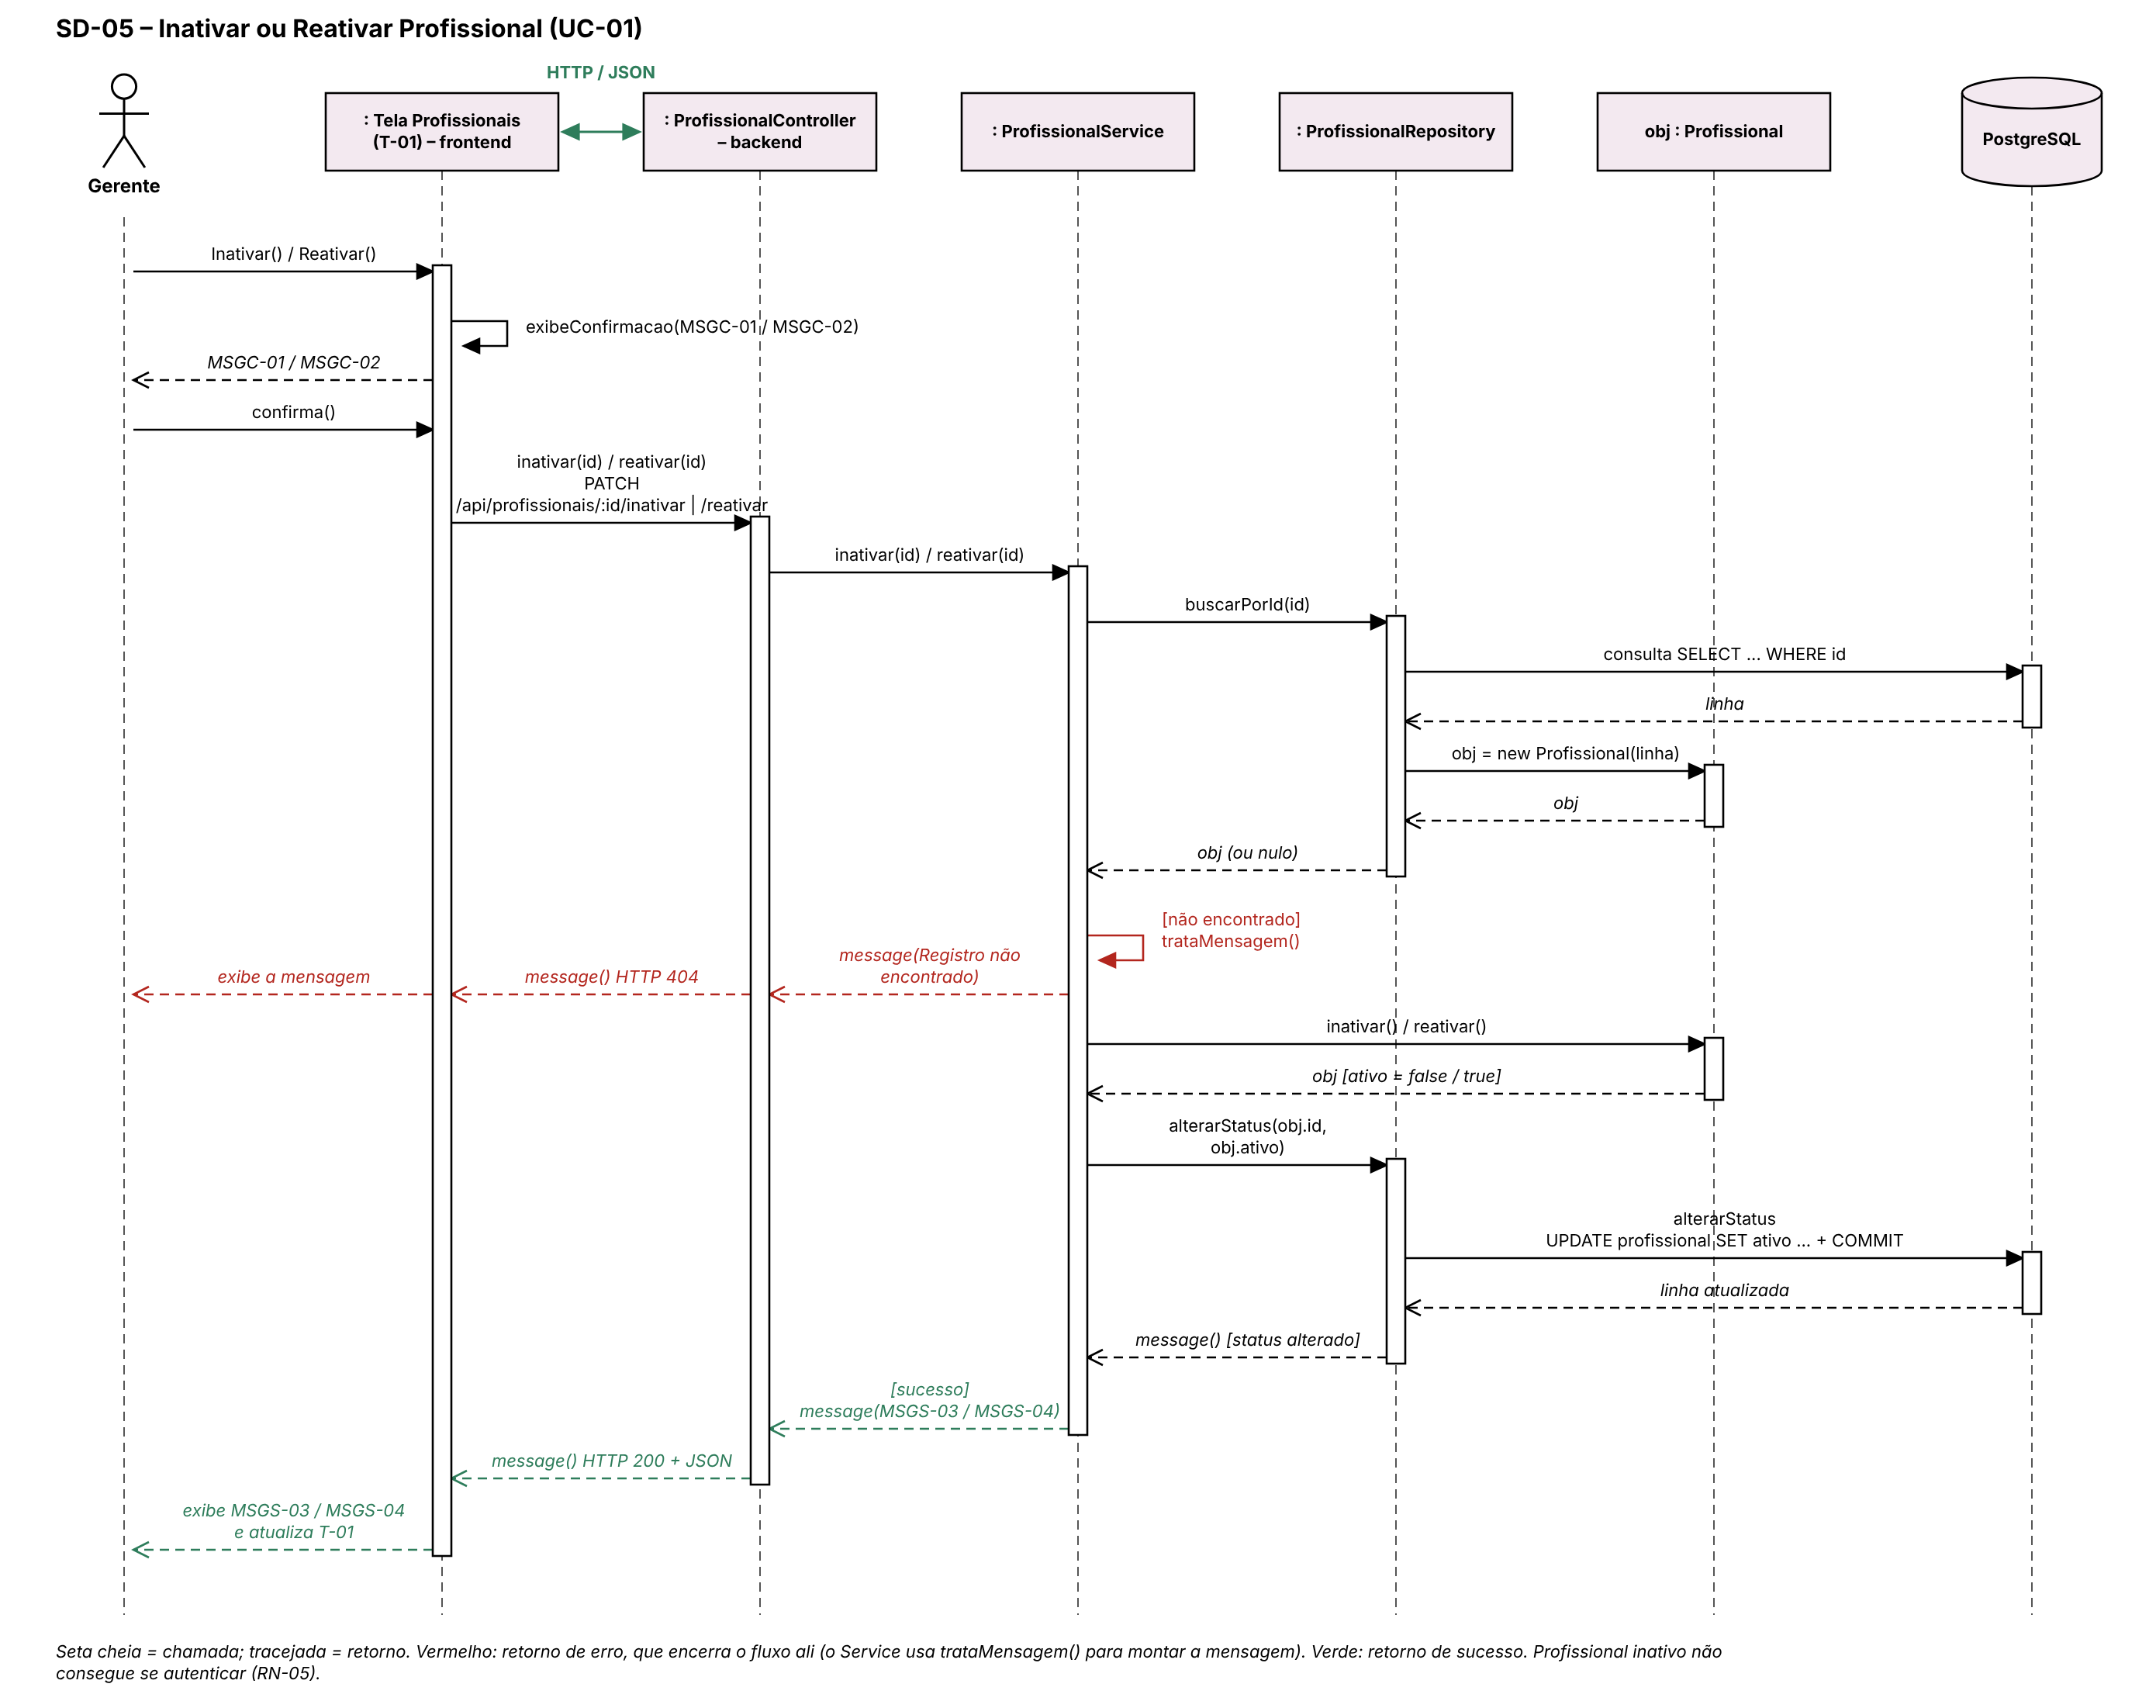 SD-05 – Inativar ou Reativar Profissional (UC-01)
HTTP / JSON
Gerente
: Tela Profissionais
(T-01) – frontend
: ProfissionalController
– backend
: ProfissionalService
: ProfissionalRepository
obj : Profissional
PostgreSQL
Inativar() / Reativar()
exibeConfirmacao(MSGC-01 / MSGC-02)
MSGC-01 / MSGC-02
confirma()
inativar(id) / reativar(id)
PATCH
/api/profissionais/:id/inativar | /reativar
inativar(id) / reativar(id)
buscarPorId(id)
consulta SELECT ... WHERE id
linha
obj = new Profissional(linha)
obj
obj (ou nulo)
[não encontrado]
trataMensagem()
message(Registro não
encontrado)
message() HTTP 404
exibe a mensagem
inativar() / reativar()
obj [ativo = false / true]
alterarStatus(obj.id,
obj.ativo)
alterarStatus
UPDATE profissional SET ativo ... + COMMIT
linha atualizada
message() [status alterado]
[sucesso]
message(MSGS-03 / MSGS-04)
message() HTTP 200 + JSON
exibe MSGS-03 / MSGS-04
e atualiza T-01
Seta cheia = chamada; tracejada = retorno. Vermelho: retorno de erro, que encerra o fluxo ali (o Service usa trataMensagem() para montar a mensagem). Verde: retorno de sucesso. Profissional inativo não
consegue se autenticar (RN-05).